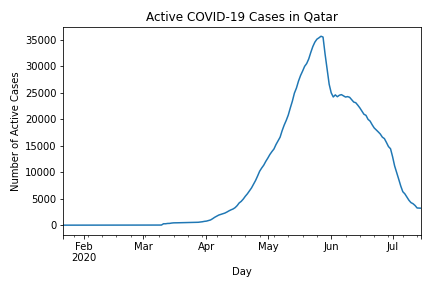 Active COVID-19 Cases in Qatar
35000
30000
25000
20000
15000
10000
5000
0
Number of Active Cases
Feb Mar Apr May Jun Jul
2020
Day